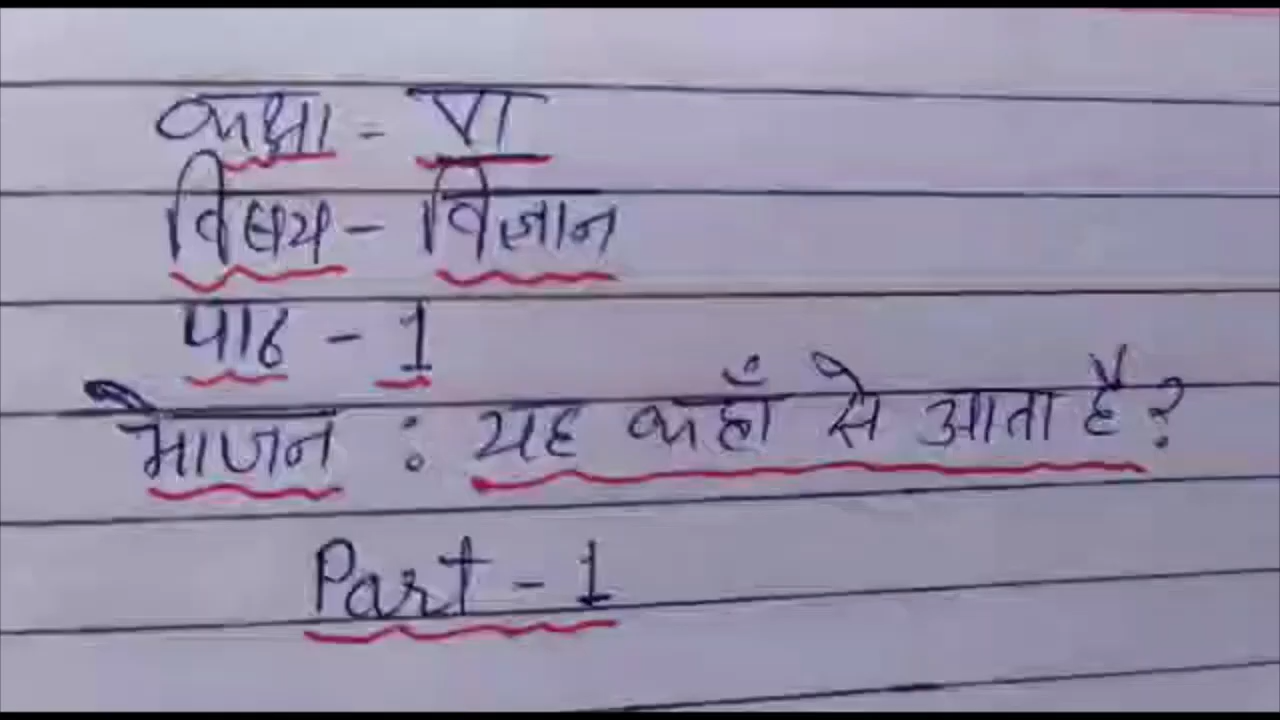 कक्षा - VI
विषय - विज्ञान
पाठ - 1
भोजन : यह कहाँ से आता है?
Part - 1